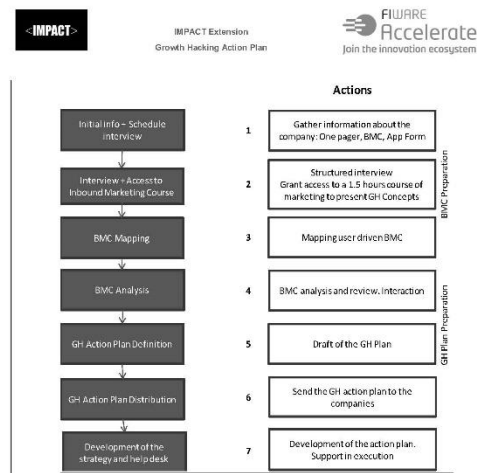 <IMPACT>
IMPACT Extension
Growth Hacking Action Plan
FIWARE
Accelerate
Join the innovation ecosystem
Actions
Initial info – Schedule
interview
1
Gather information about the
company: One pager, BMC, App Form
Interview + Access to
Inbound Marketing Course
2
Structured interview
Grant access to a 1.5 hours course of
marketing to present GH Concepts
BMC Preparation
BMC Mapping
3
Mapping user driven BMC
BMC Analysis
4
BMC analysis and review. Interaction
GH Action Plan Definition
5
Draft of the GH Plan
GH Plan Preparation
GH Action Plan Distribution
6
Send the GH action plan to the
companies
Development of the
strategy and help desk
7
Development of the action plan.
Support in execution